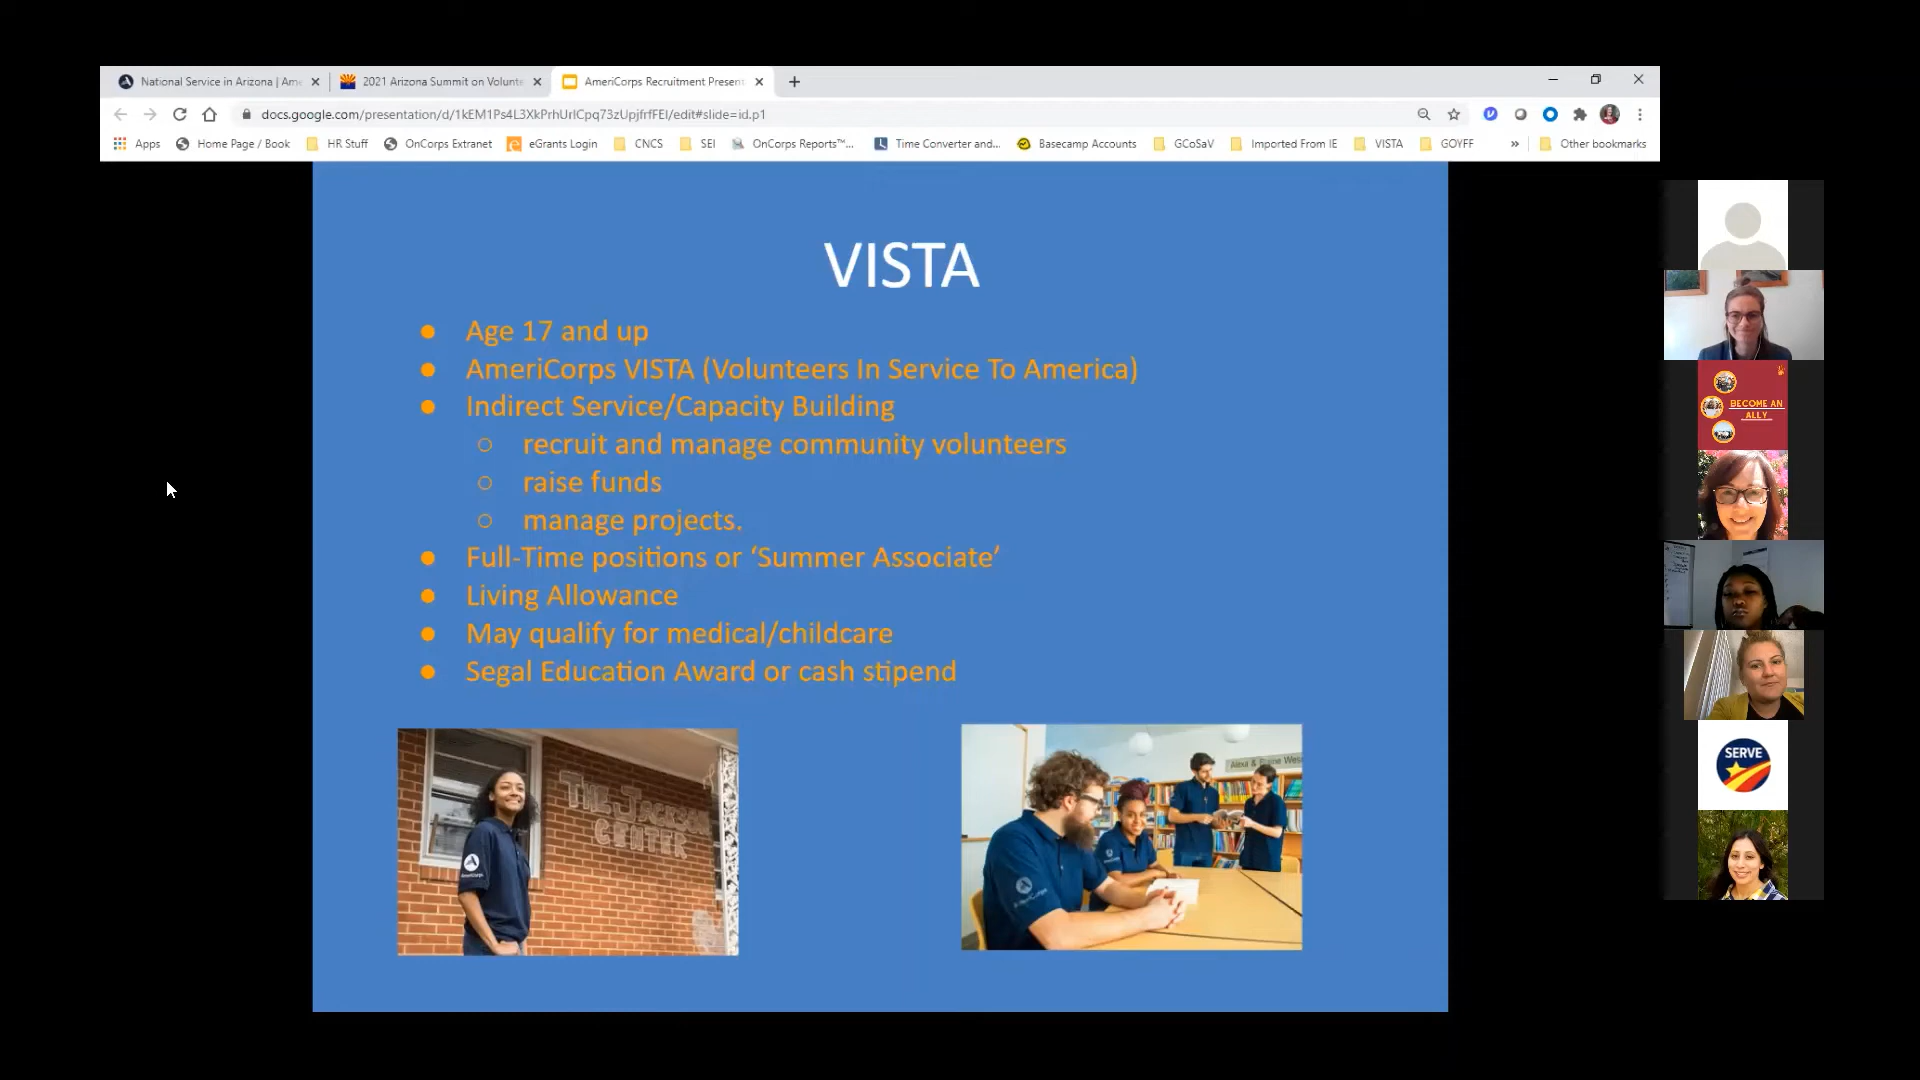 National Service in Arizona | Ame
2021 Arizona Summit on Volunte
AmeriCorps Recruitment Present
docs.google.com/presentation/d/1kEM1Ps4L3XkPrhUrlCpq73zUpjfrfFEI/edit#slide=id.p1
Apps
Home Page / Book
HR Stuff
OnCorps Extranet
eGrants Login
CNCS
SEI
OnCorps Reports™...
Time Converter and...
Basecamp Accounts
GCoSaV
Imported From IE
VISTA
GOYFF
»
Other bookmarks
VISTA
● Age 17 and up
● AmeriCorps VISTA (Volunteers In Service To America)
● Indirect Service/Capacity Building
○ recruit and manage community volunteers
○ raise funds
○ manage projects.
● Full-Time positions or ‘Summer Associate’
● Living Allowance
● May qualify for medical/childcare
● Segal Education Award or cash stipend
THE JACKSON
CENTER
AmeriCorps
AmeriCorps
BECOME AN
ALLY
SERVE